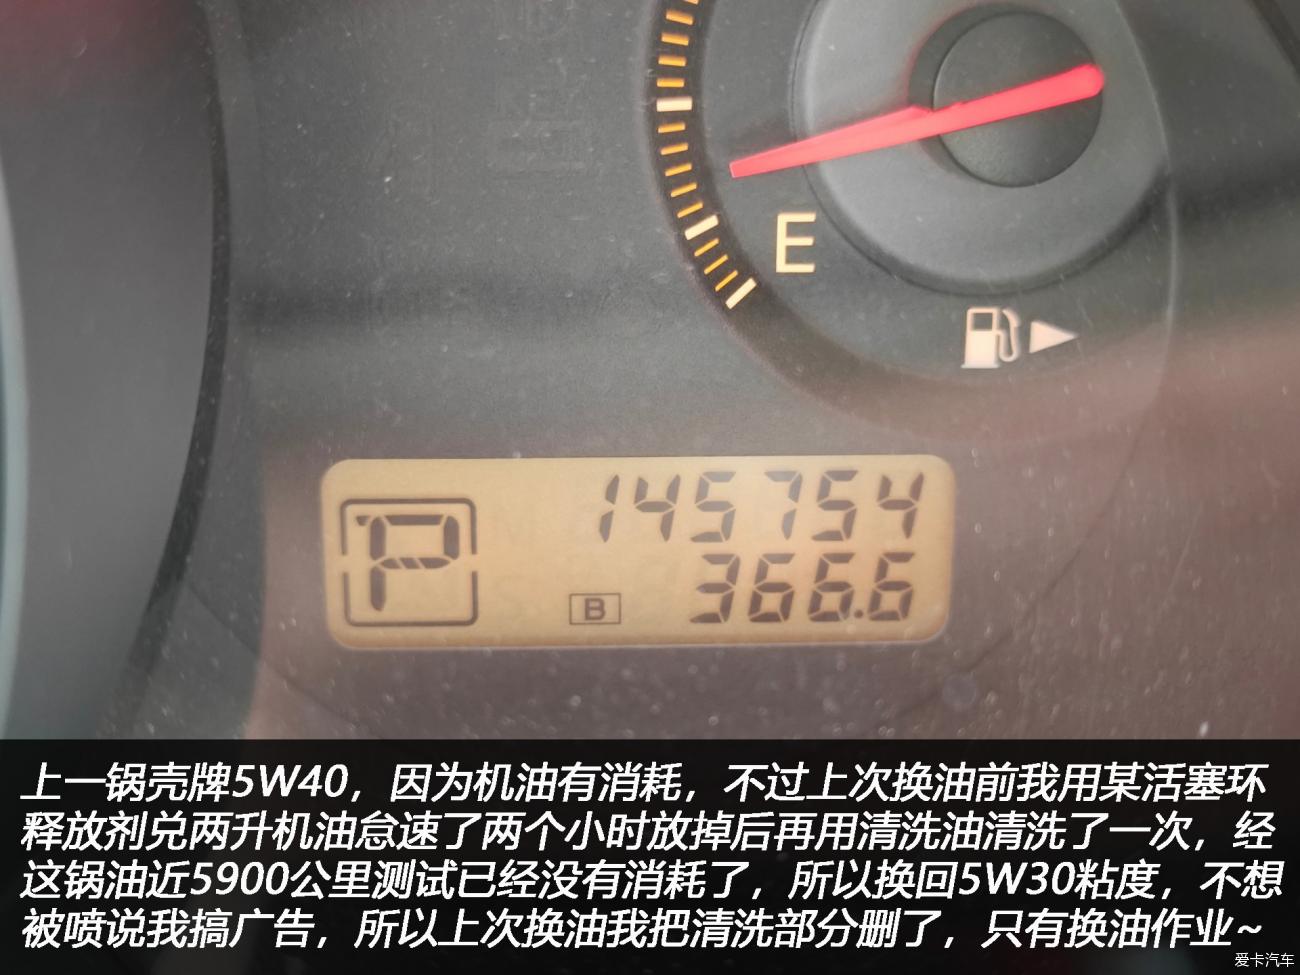 E
P
145754
B
366.6
上一锅壳牌5W40，因为机油有消耗，不过上次换油前我用某活塞环
释放剂兑两升机油怠速了两个小时放掉后再用清洗油清洗了一次，经
这锅油近5900公里测试已经没有消耗了，所以换回5W30粘度，不想
被喷说我搞广告，所以上次换油我把清洗部分删了，只有换油作业~
爱卡汽车